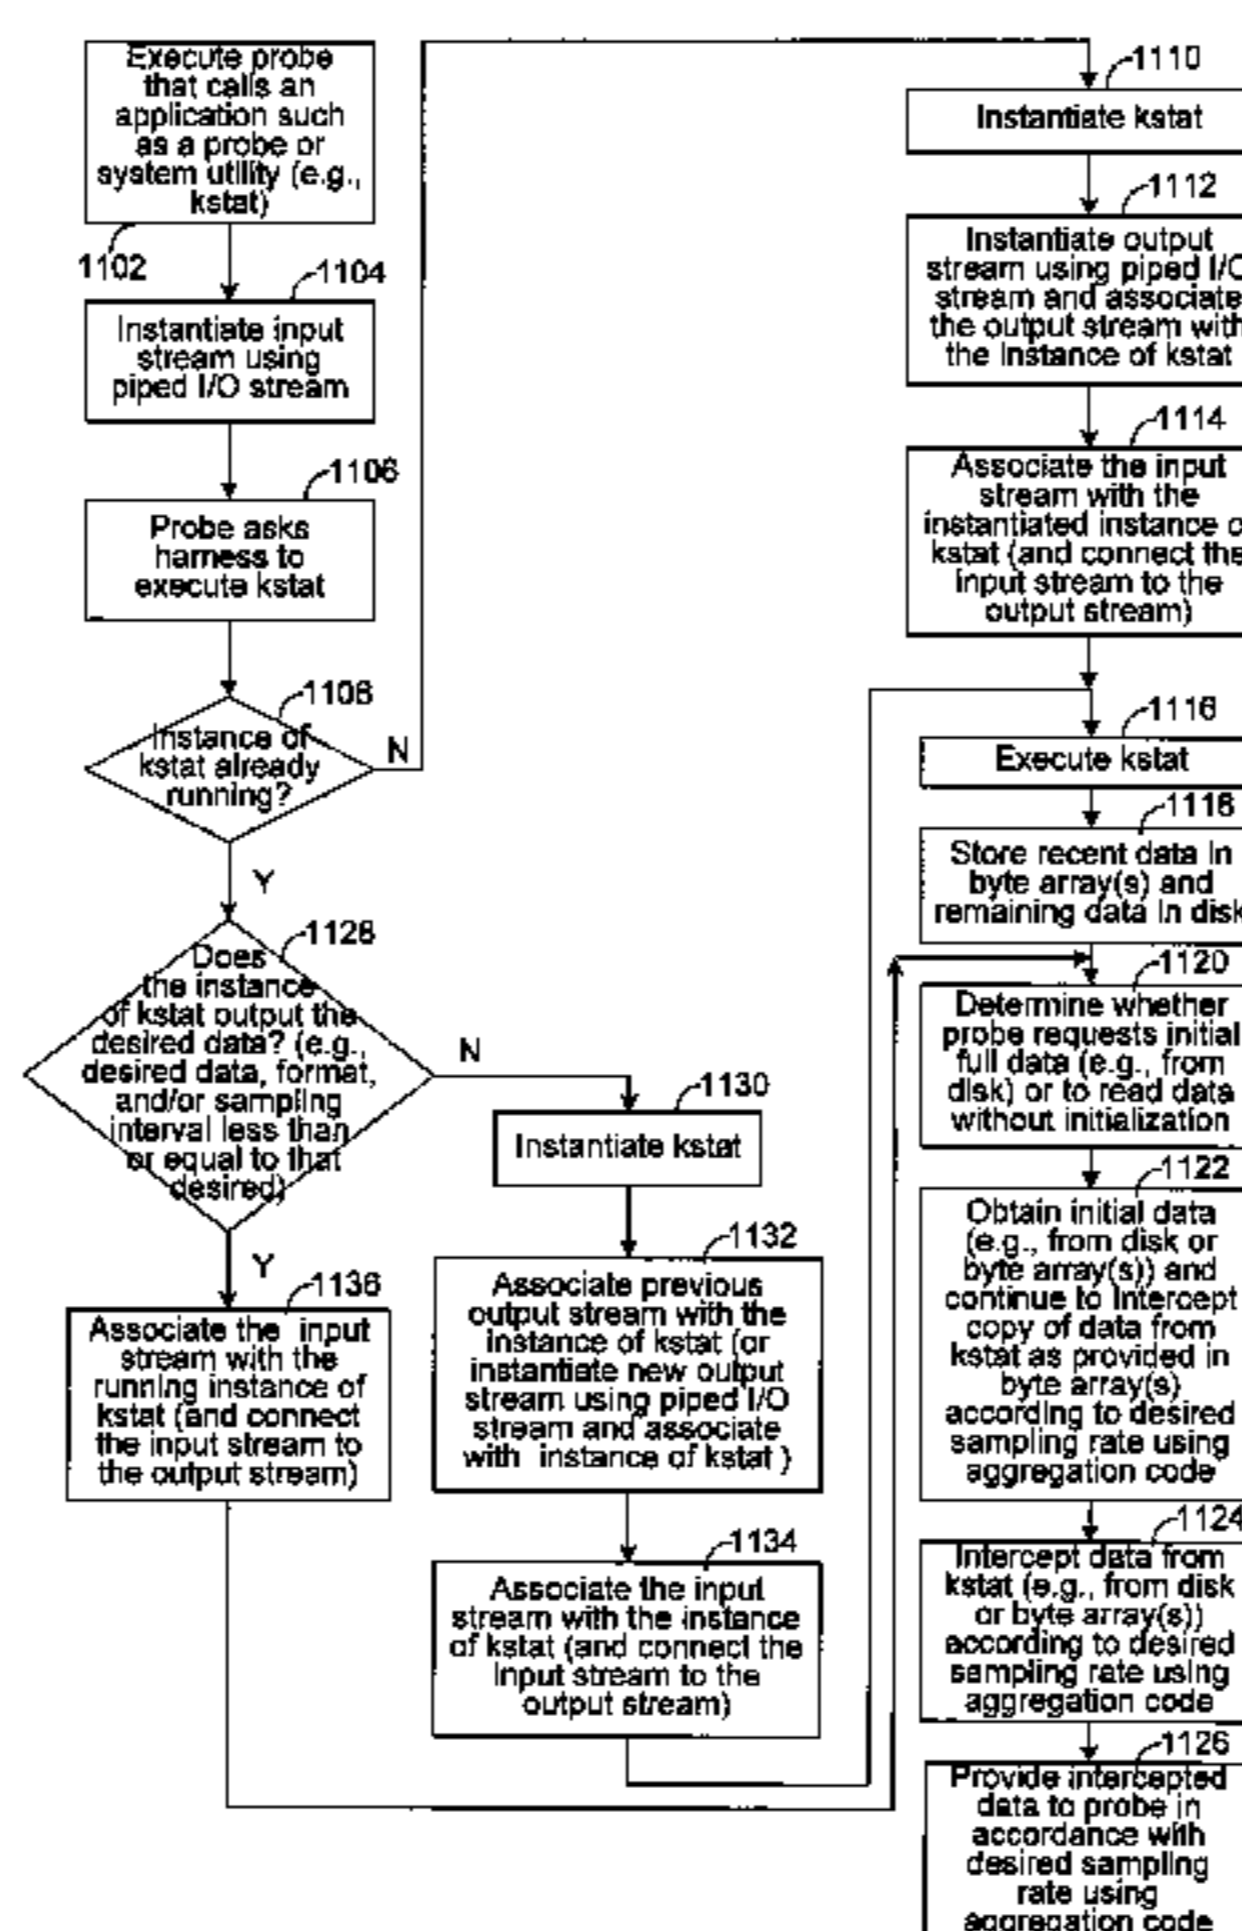 Execute probe
that calls an
application such
as a probe or
system utility (e.g.,
kstat)
1102
1104
Instantiate input
stream using
piped I/O stream
1106
Probe asks
harness to
execute kstat
1108
Instance of
kstat already
running?
N
Y
1128
Does
the instance
of kstat output the
desired data? (e.g.,
desired data, format,
and/or sampling
interval less than
or equal to that
desired)
N
Y
1136
Associate the input
stream with the
running instance of
kstat (and connect
the input stream to
the output stream)
1130
Instantiate kstat
1132
Associate previous
output stream with the
instance of kstat (or
instantiate new output
stream using piped I/O
stream and associate
with instance of kstat )
1134
Associate the input
stream with the instance
of kstat (and connect the
input stream to the
output stream)
1110
Instantiate kstat
1112
Instantiate output
stream using piped I/O
stream and associate
the output stream with
the instance of kstat
1114
Associate the input
stream with the
instantiated instance
kstat (and connect the
input stream to the
output stream)
1116
Execute kstat
1118
Store recent data in
byte array(s) and
remaining data in disk
1120
Determine whether
probe requests initial
full data (e.g., from
disk) or to read data
without initialization
1122
Obtain initial data
(e.g., from disk or
byte array(s)) and
continue to intercept
copy of data from
kstat as provided in
byte array(s)
according to desired
sampling rate using
aggregation code
1124
Intercept data from
kstat (e.g., from disk
or byte array(s))
according to desired
sampling rate using
aggregation code
1126
Provide intercepted
data to probe in
accordance with
desired sampling
rate using
aggregation code